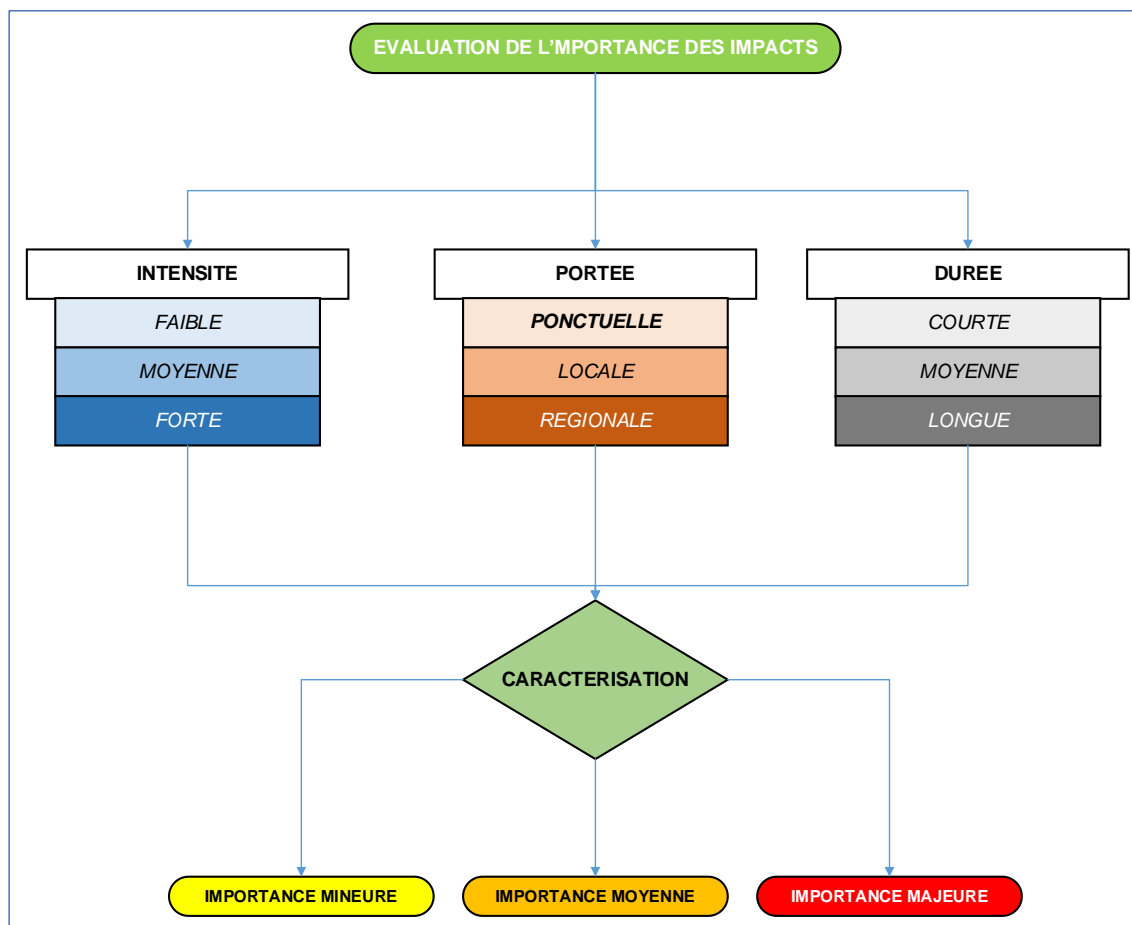 EVALUATION DE L'MPORTANCE DES IMPACTS
INTENSITE
FAIBLE
MOYENNE
FORTE
PORTEE
PONCTUELLE
LOCALE
REGIONALE
DUREE
COURTE
MOYENNE
LONGUE
CARACTERISATION
IMPORTANCE MINEURE
IMPORTANCE MOYENNE
IMPORTANCE MAJEURE